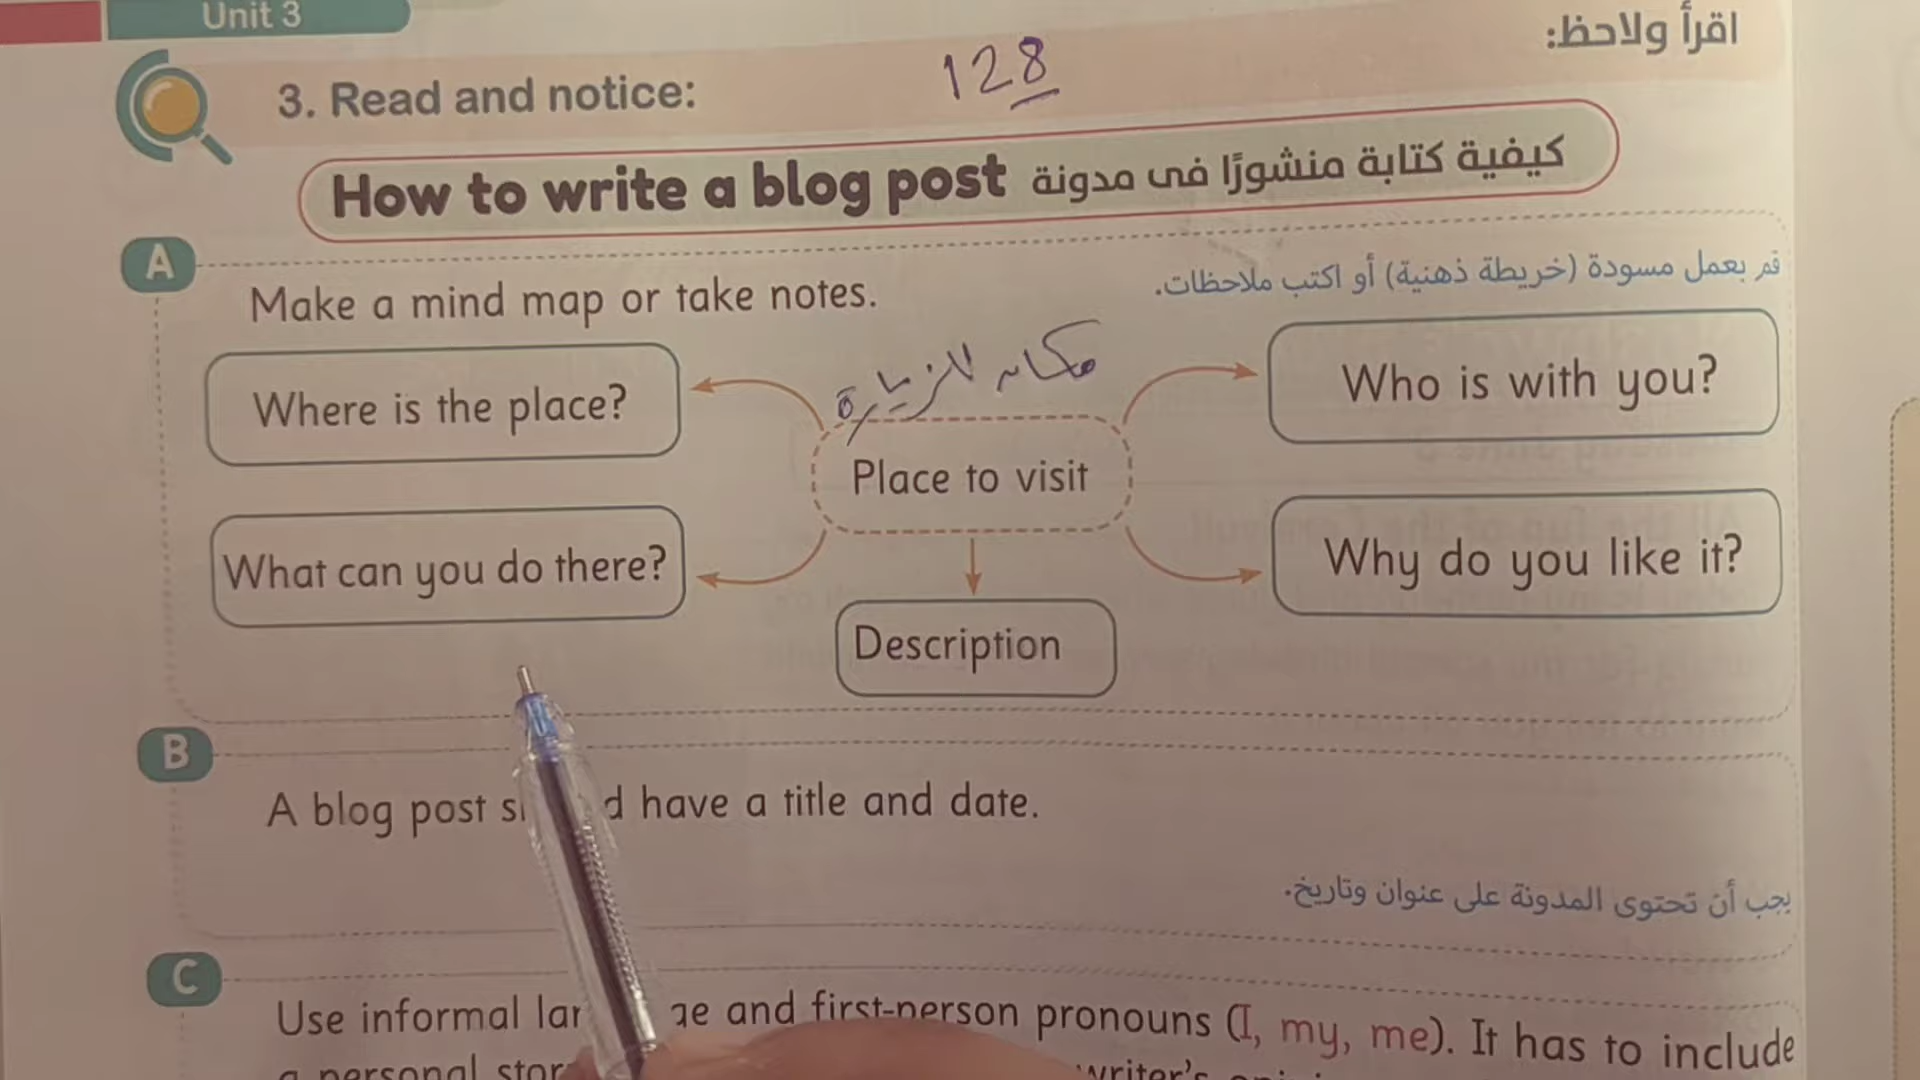 Unit 3
اقرأ ولاحظ:
3. Read and notice:
128
How to write a blog post كيفية كتابة منشورًا فى مدونة
A
Make a mind map or take notes.
قم بعمل مسودة (خريطة ذهنية) أو اكتب ملاحظات.
مكان للزيارة
Where is the place?
Who is with you?
Place to visit
What can you do there?
Why do you like it?
Description
B
A blog post have a title and date.
يجب أن تحتوى المدونة على عنوان وتاريخ.
C
Use informal and first-person pronouns (I, my, me). It has to include
a personal writer's